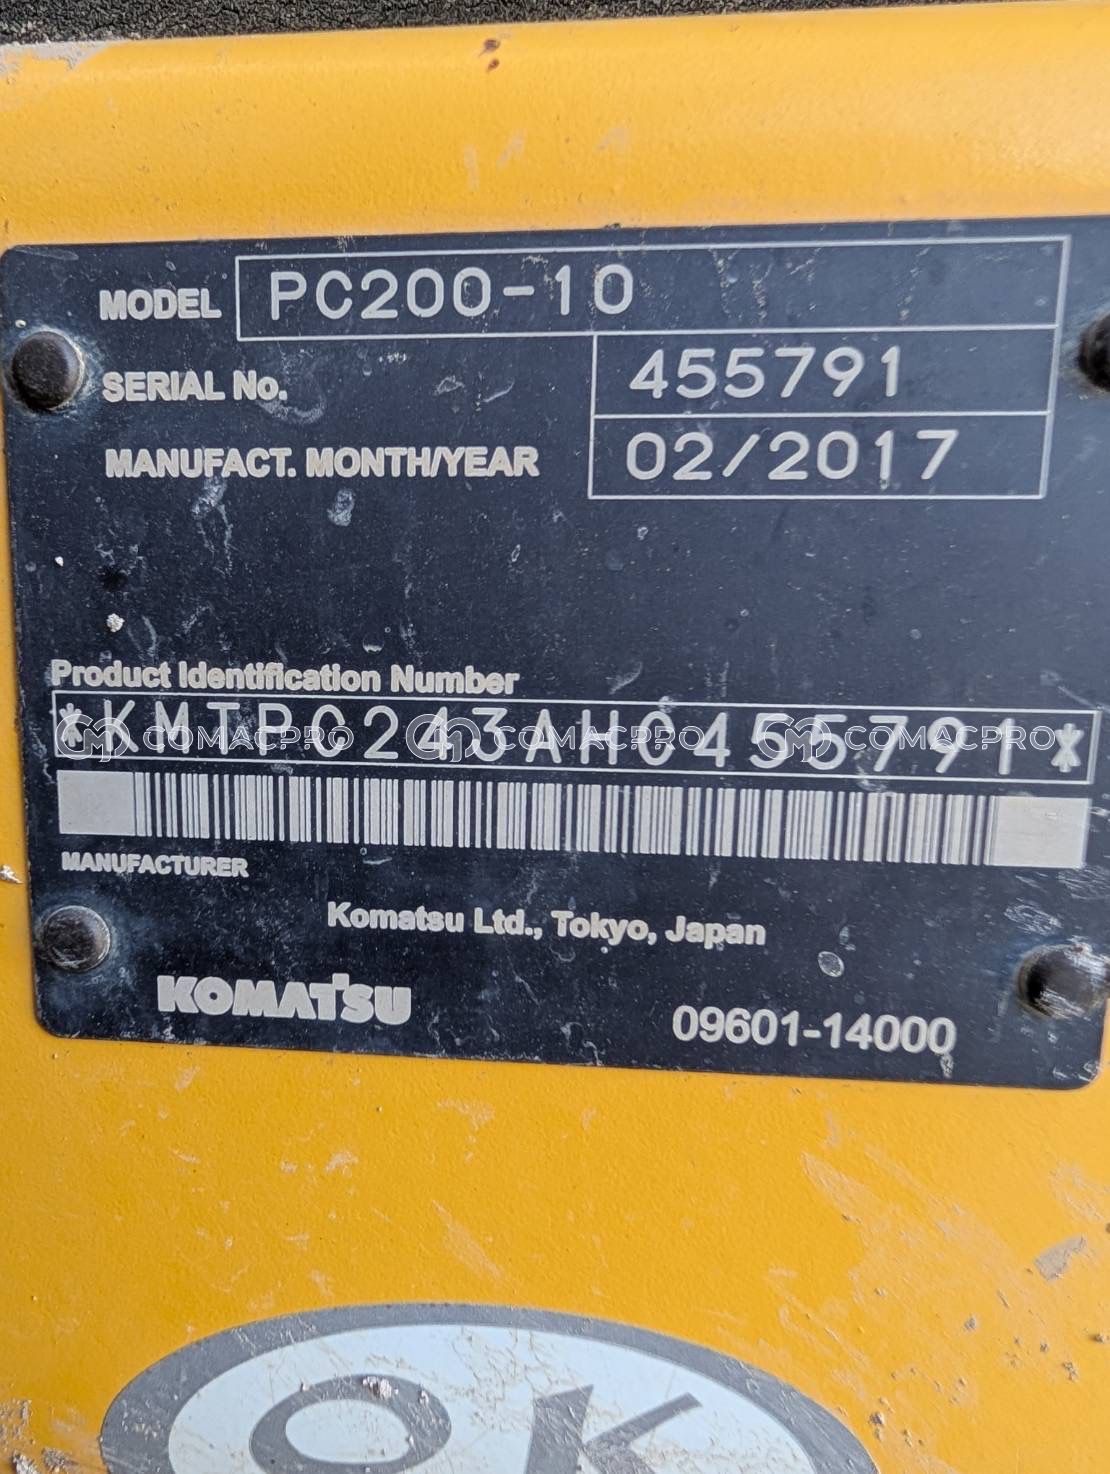 MODEL PC200-10
SERIAL No. 455791
MANUFACT. MONTH/YEAR 02/2017
Product Identification Number
*KMTPC243AHC455791*
COMACPRO COMACPRO COMACPRO
MANUFACTURER
Komatsu Ltd., Tokyo, Japan
KOMATSU
09601-14000
OK